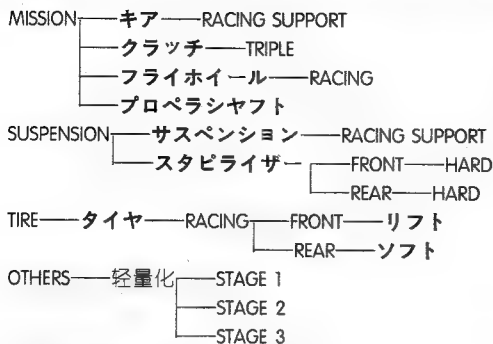 MISSION キア RACING SUPPORT
クラッチ TRIPLE
フライホイール RACING
プロペラシヤフト
SUSPENSION サスペンション RACING SUPPORT
スタピライザー FRONT HARD
REAR HARD
TIRE タイヤ RACING FRONT リフト
REAR ソフト
OTHERS 轻量化 STAGE 1
STAGE 2
STAGE 3